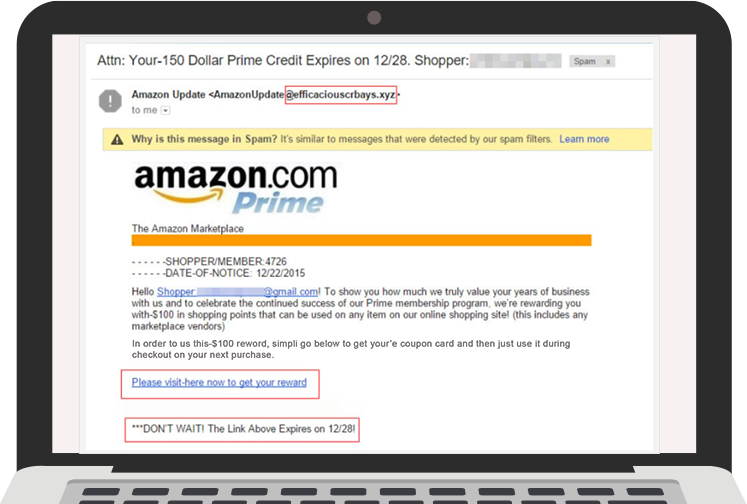 Attn: Your-150 Dollar Prime Credit Expires on 12/28. Shopper:
Spam x
Amazon Update <AmazonUpdate@efficaciouscrbays.xyz>
to me
Why is this message in Spam? It's similar to messages that were detected by our spam filters. Learn more
amazon.com
Prime
The Amazon Marketplace
- - - - - -SHOPPER/MEMBER:4726
- - - - - -DATE-OF-NOTICE: 12/22/2015
Hello Shopper @gmail.com! To show you how much we truly value your years of business
with us and to celebrate the continued success of our Prime membership program, we're rewarding you
with-$100 in shopping points that can be used on any item on our online shopping site! (this includes any
marketplace vendors)
In order to us this-$100 reword, simpli go below to get your'e coupon card and then just use it during
checkout on your next purchase.
Please visit-here now to get your reward
***DON'T WAIT! The Link Above Expires on 12/28!